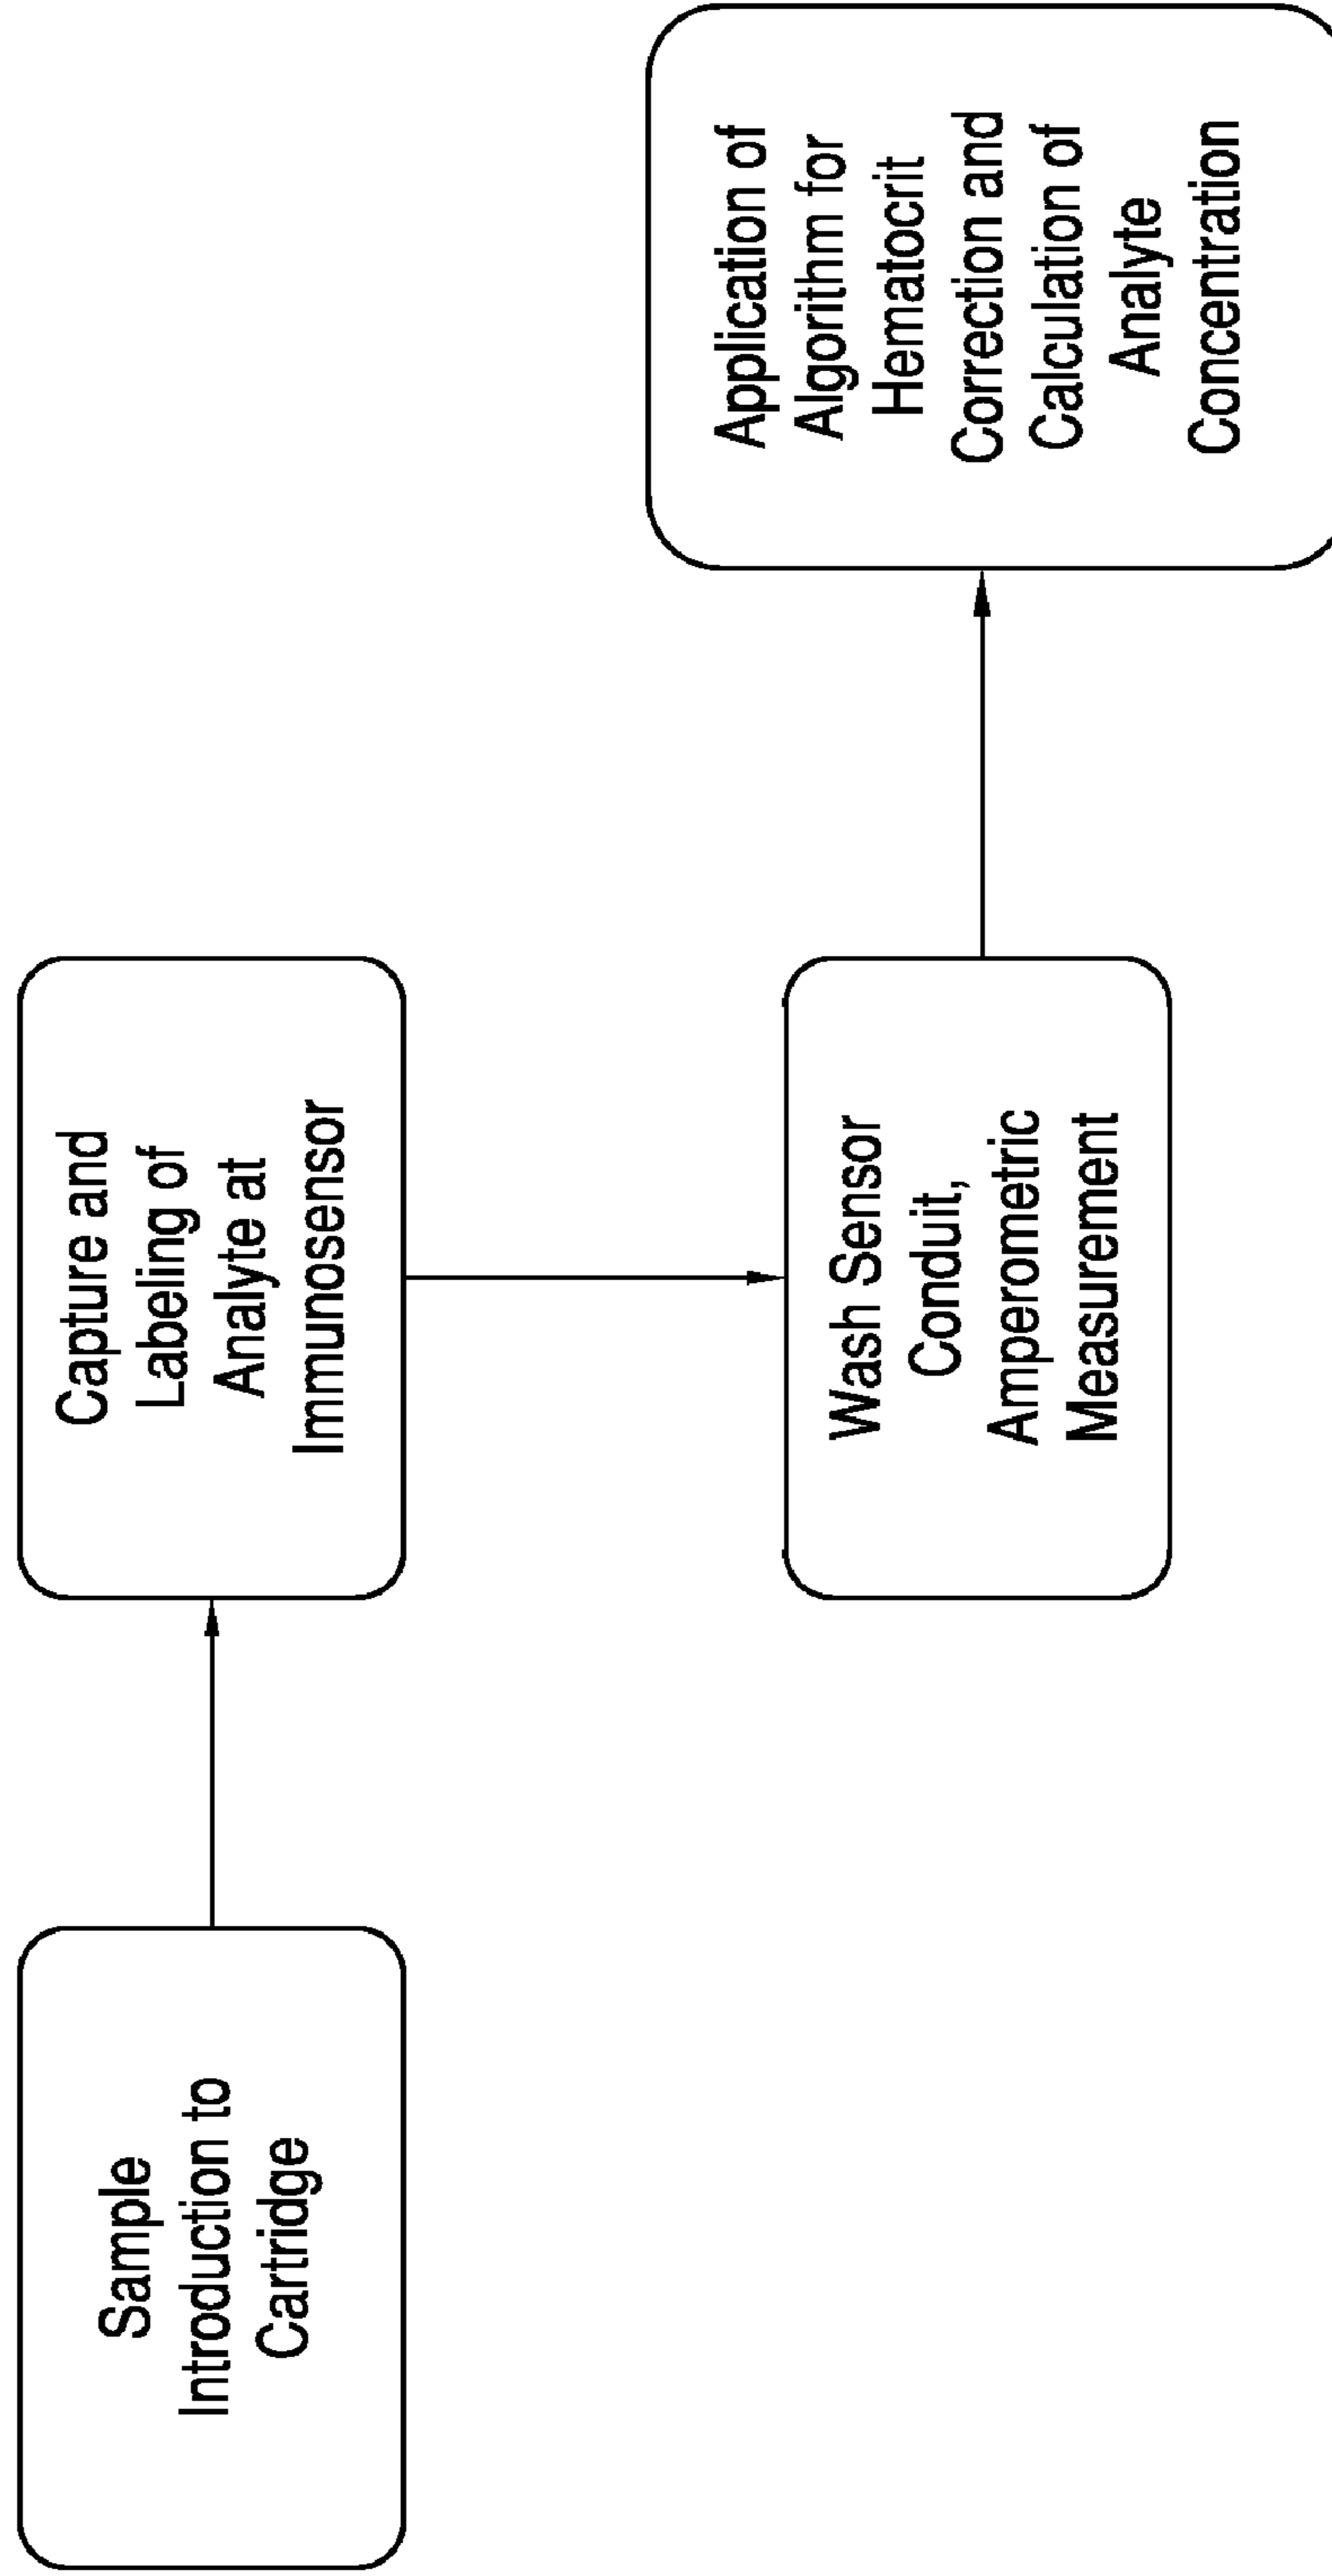 Sample
Introduction to
Cartridge
Capture and
Labeling of
Analyte at
Immunosensor
Wash Sensor
Conduit,
Amperometric
Measurement
Application of
Algorithm for
Hematocrit
Correction and
Calculation of
Analyte
Concentration